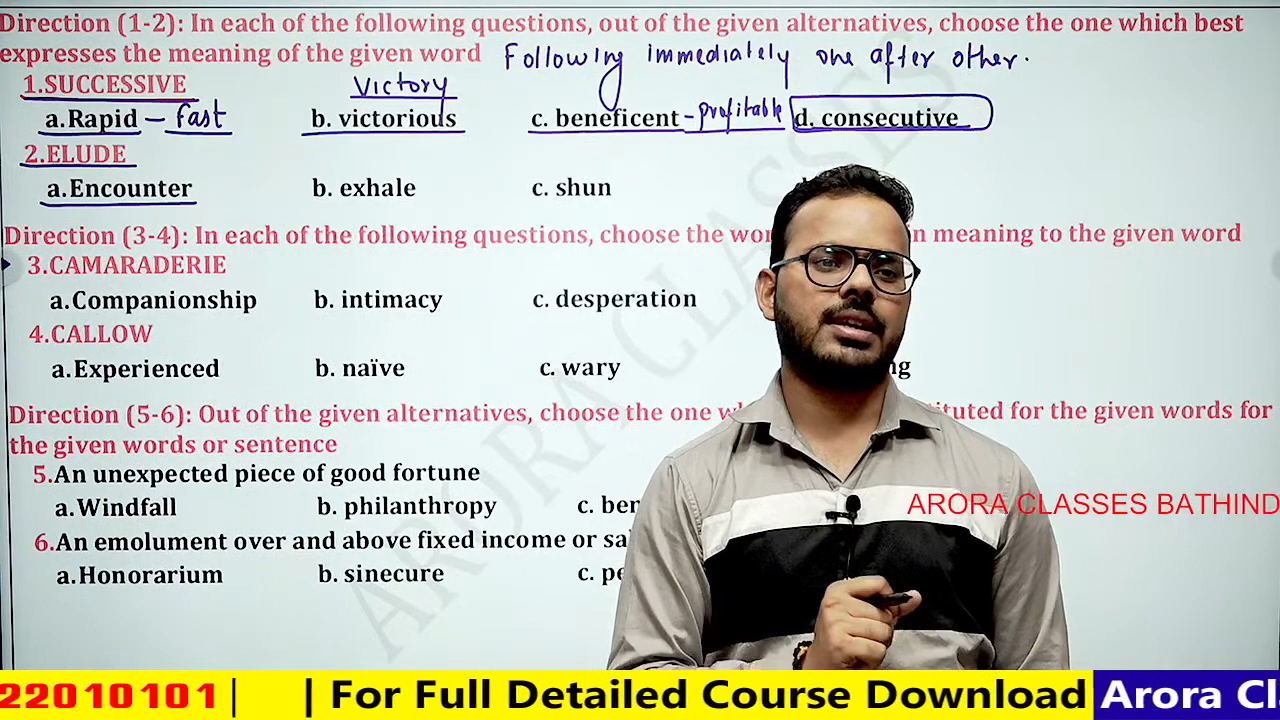 Direction (1-2): In each of the following questions, out of the given alternatives, choose the one which best
expresses the meaning of the given word Following immediately one after other.
1.SUCCESSIVE Victory
a.Rapid – fast b. victorious c. beneficent - profitable d. consecutive
2.ELUDE
a.Encounter b. exhale c. shun
Direction (3-4): In each of the following questions, choose the meaning to the given word
3.CAMARADERIE
a.Companionship b. intimacy c. desperation
4.CALLOW
a.Experienced b. naïve c. wary
Direction (5-6): Out of the given alternatives, choose the one for the given words for
the given words or sentence
5.An unexpected piece of good fortune
a.Windfall b. philanthropy c.
6.An emolument over and above fixed income or
a.Honorarium b. sinecure c.
ARORA CLASSES
ARORA CLASSES BATHIND
22010101 | | For Full Detailed Course Download Arora Cl